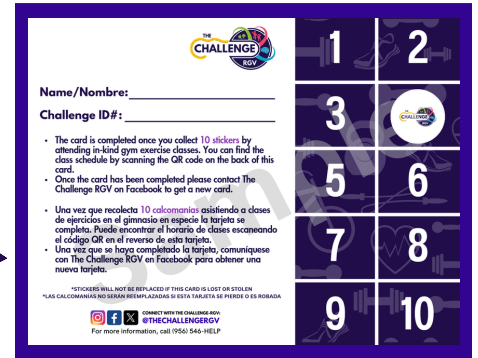 THE
CHALLENGE
RGV
Name/Nombre:
Challenge ID#:
• The card is completed once you collect 10 stickers by
attending in-kind gym exercise classes. You can find the
class schedule by scanning the QR code on the back of this
card.
• Once the card has been completed please contact The
Challenge RGV on Facebook to get a new card.
• Una vez que recolecta 10 calcomanías asistiendo a clases
de ejercicios en el gimnasio en especie la tarjeta se
completa. Puede encontrar el horario de clases escaneando
el código QR en el reverso de esta tarjeta.
• Una vez que se haya completado la tarjeta, comuníquese
con The Challenge RGV en Facebook para obtener una
nueva tarjeta.
*STICKERS WILL NOT BE REPLACED IF THIS CARD IS LOST OR STOLEN
*LAS CALCOMANÍAS NO SERÁN REEMPLAZADAS SI ESTA TARJETA SE PIERDE O ES ROBADA
CONNECT WITH THE CHALLENGE-RGV:
@THECHALLENGERGV
For more information, call (956) 546-HELP
1 2
3
CHALLENGE
5 6
7 8
9 10
Sample